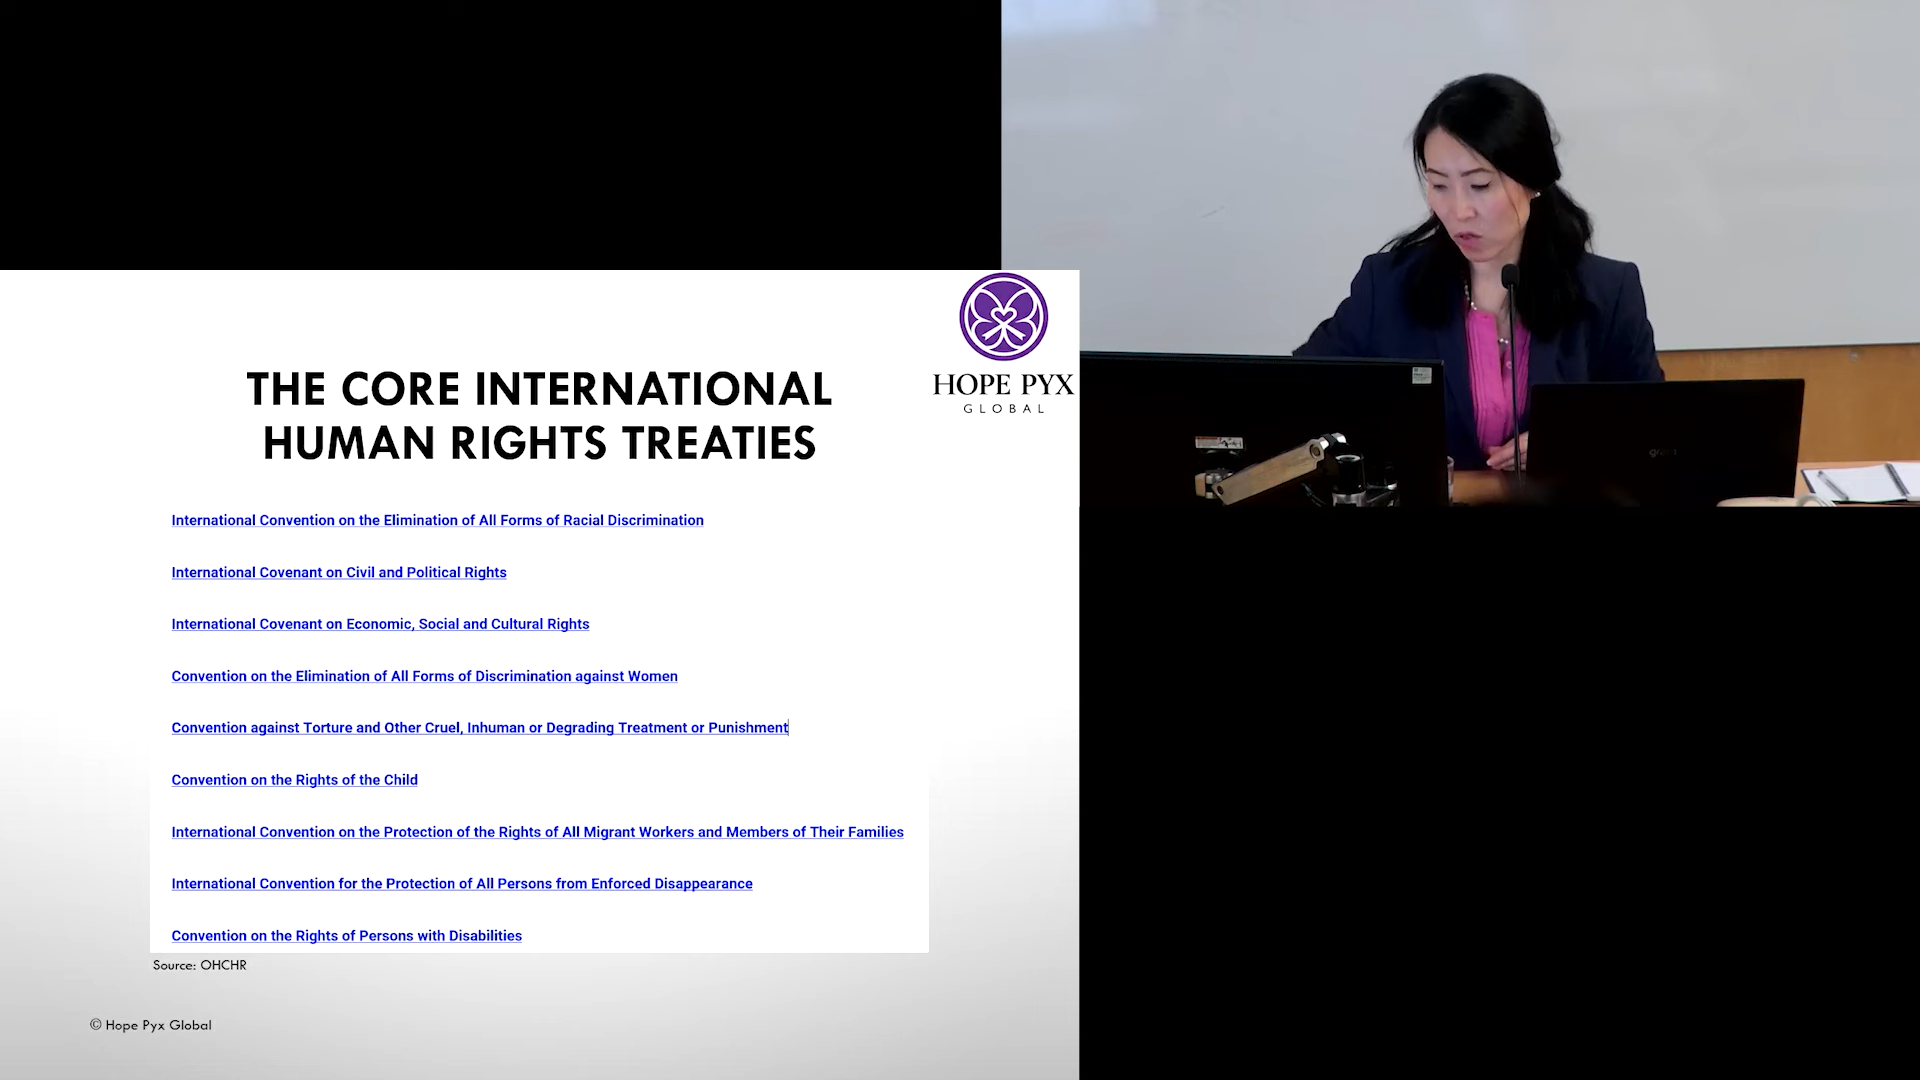 HOPE PYX
GLOBAL
THE CORE INTERNATIONAL
HUMAN RIGHTS TREATIES
International Convention on the Elimination of All Forms of Racial Discrimination
International Covenant on Civil and Political Rights
International Covenant on Economic, Social and Cultural Rights
Convention on the Elimination of All Forms of Discrimination against Women
Convention against Torture and Other Cruel, Inhuman or Degrading Treatment or Punishment
Convention on the Rights of the Child
International Convention on the Protection of the Rights of All Migrant Workers and Members of Their Families
International Convention for the Protection of All Persons from Enforced Disappearance
Convention on the Rights of Persons with Disabilities
Source: OHCHR
© Hope Pyx Global